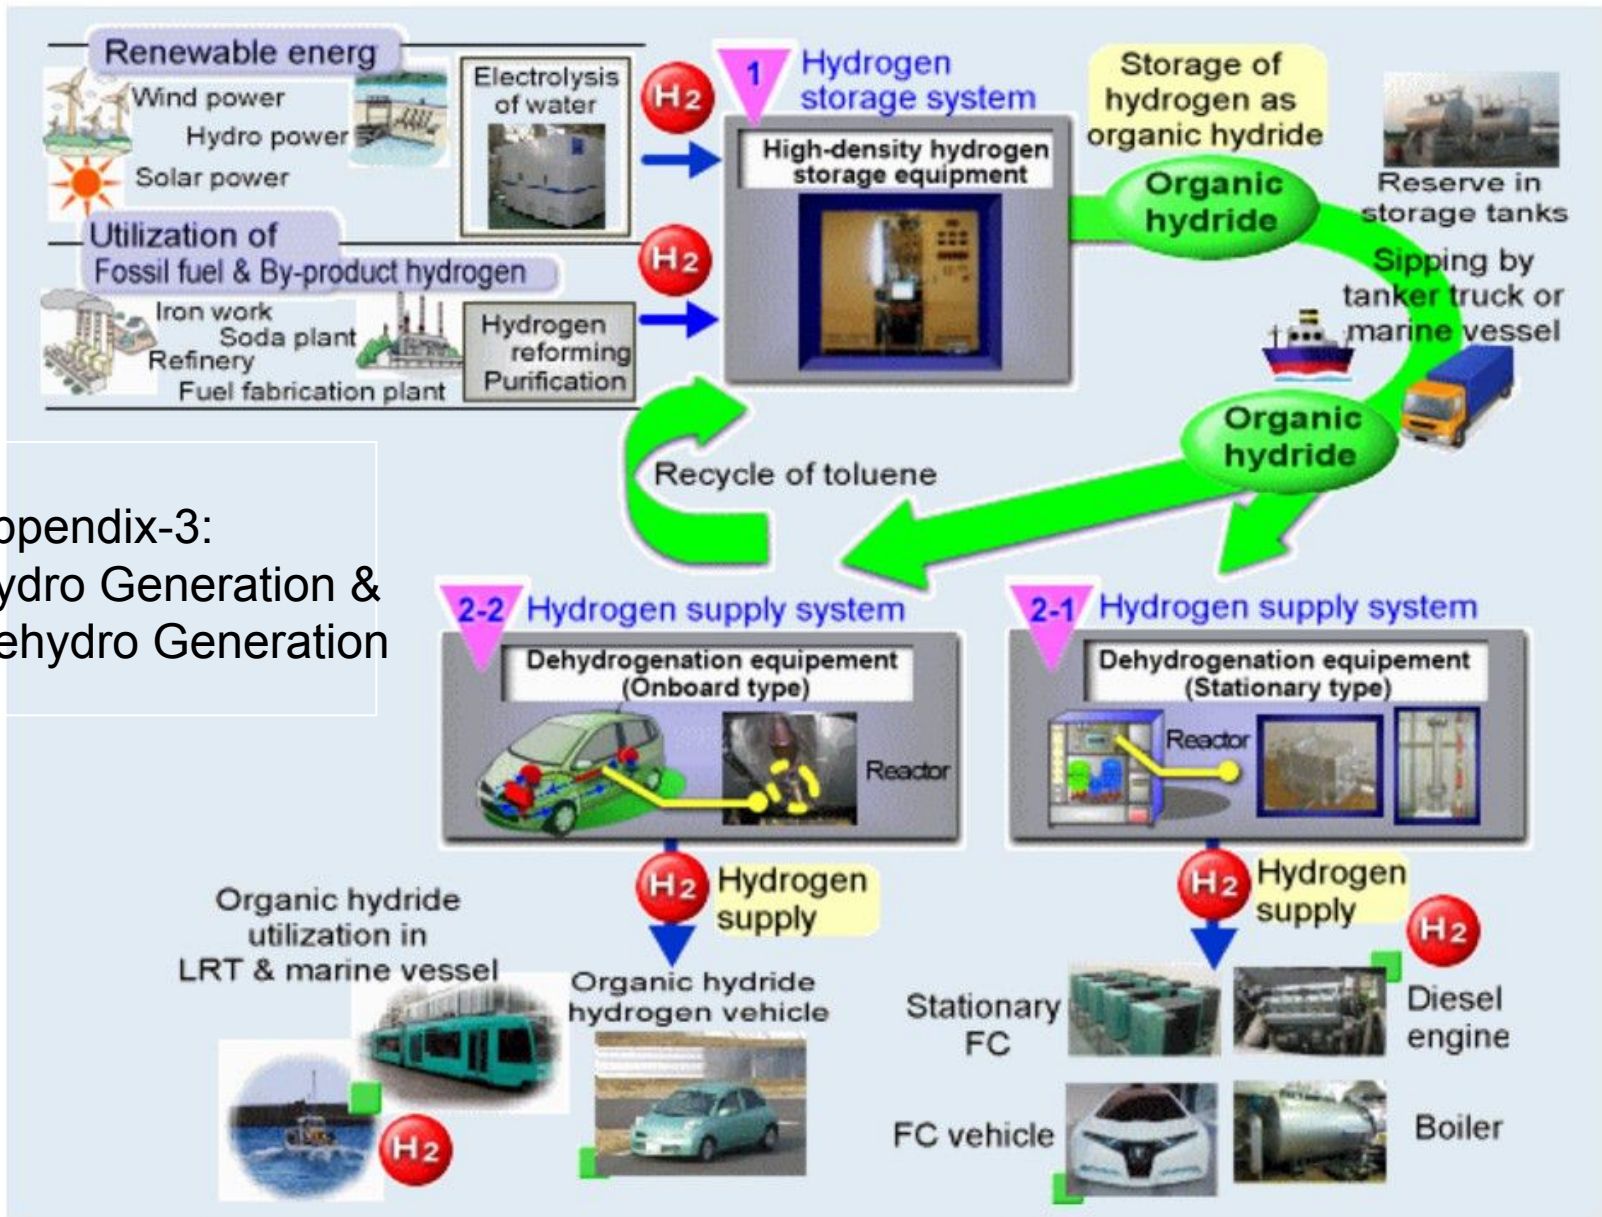 Renewable energ
Wind power
Hydro power
Solar power
Electrolysis
of water
H2
Utilization of
Fossil fuel & By-product hydrogen
Iron work
Soda plant
Refinery
Fuel fabrication plant
Hydrogen
reforming
Purification
H2
1
Hydrogen
storage system
High-density hydrogen
storage equipment
Storage of
hydrogen as
organic hydride
Organic
hydride
Reserve in
storage tanks
Sipping by
tanker truck or
marine vessel
Organic
hydride
Recycle of toluene
ppendix-3:
ydro Generation &
ehydro Generation
2-2
Hydrogen supply system
Dehydrogenation equipement
(Onboard type)
Reactor
2-1
Hydrogen supply system
Dehydrogenation equipement
(Stationary type)
Reactor
H2
Hydrogen
supply
Organic hydride
utilization in
LRT & marine vessel
H2
Organic hydride
hydrogen vehicle
H2
Hydrogen
supply
H2
Stationary
FC
Diesel
engine
FC vehicle
Boiler